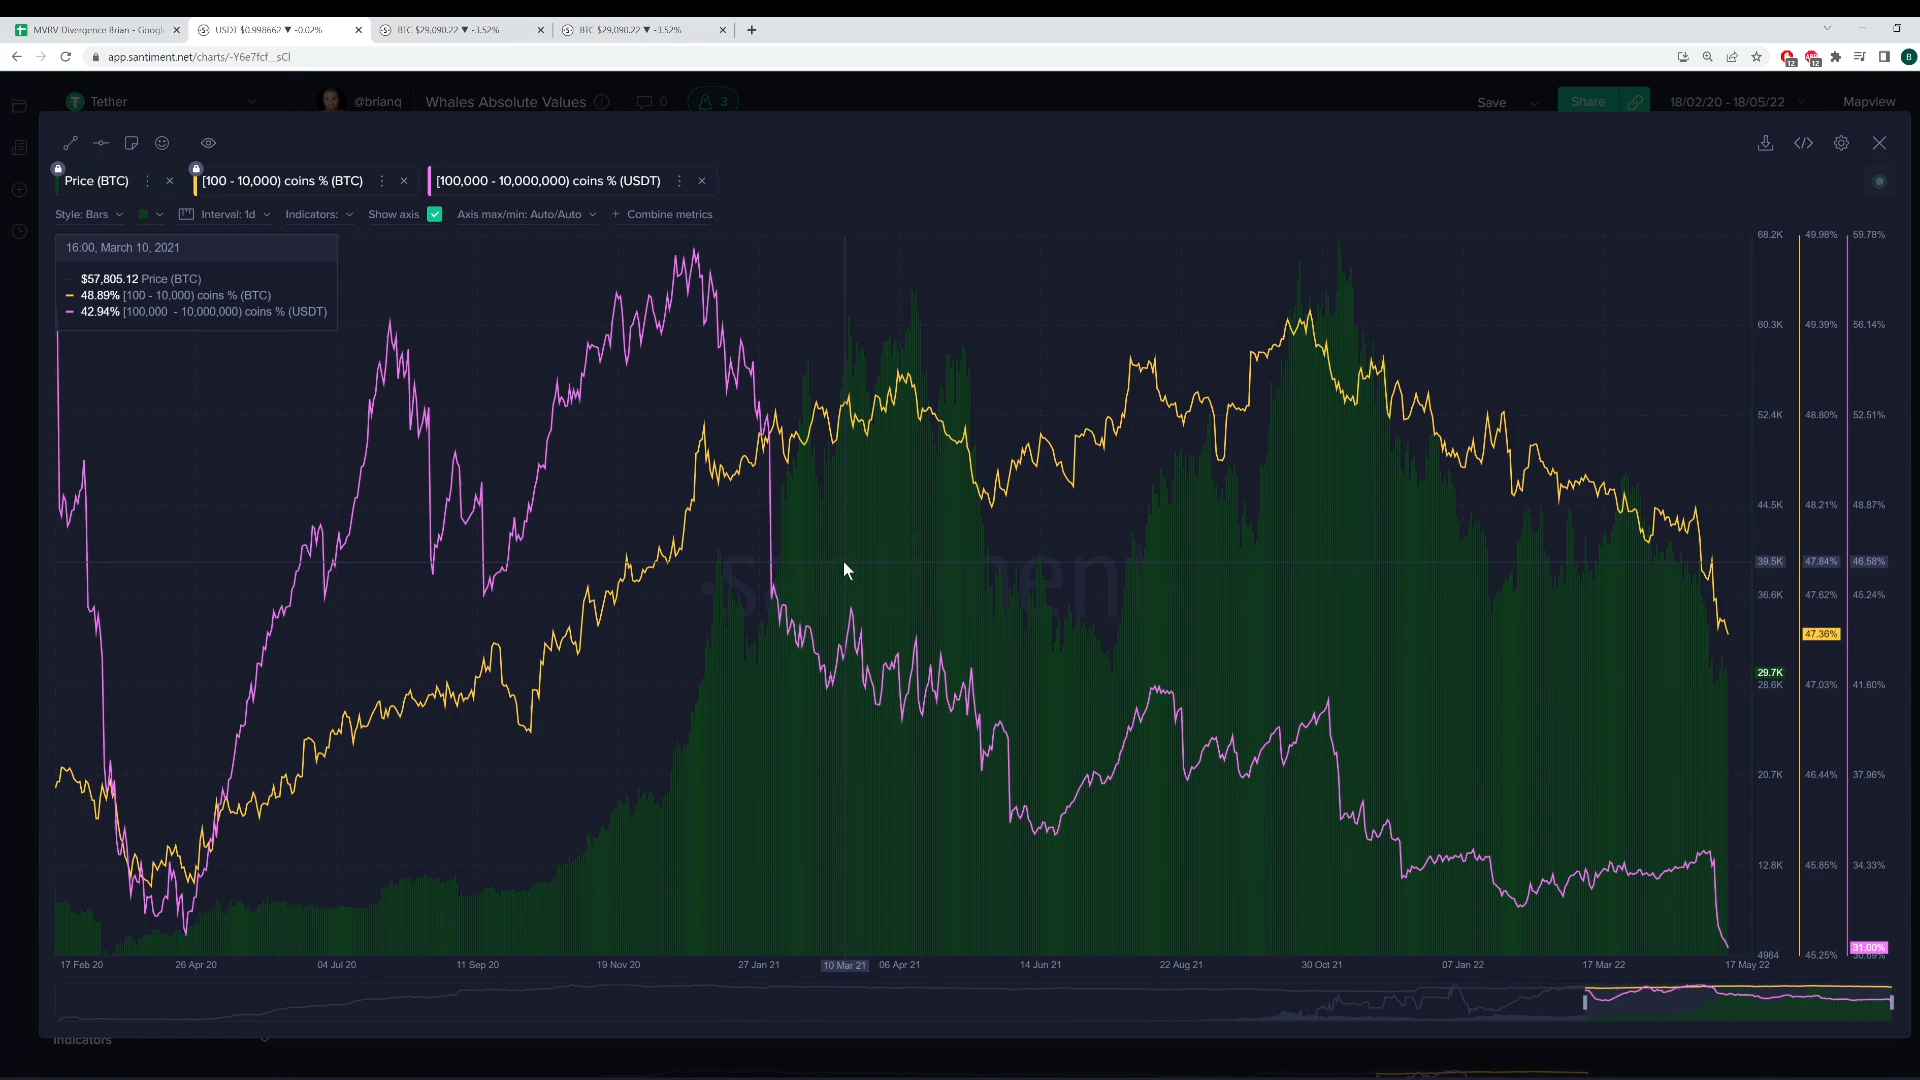 MVRV Divergence Brian - Google
USDT $0.998662 ▼ -0.02%
BTC $29,090.22 ▼ -3.52%
BTC $29,090.22 ▼ -3.52%
app.santiment.net/charts/-Y6e7fcf__sCl
12
12
B
Tether
@brianq
Whales Absolute Values
0
3
Save
Share
18/02/20 - 18/05/22
Mapview
Price (BTC)
[100 - 10,000) coins % (BTC)
[100,000 - 10,000,000) coins % (USDT)
Style: Bars
Interval: 1d
Indicators:
Show axis
Axis max/min: Auto/Auto
+ Combine metrics
16:00, March 10, 2021
$57,805.12 Price (BTC)
48.89% [100 - 10,000) coins % (BTC)
42.94% [100,000 - 10,000,000) coins % (USDT)
68.2K 49.98% 59.78%
60.3K 49.39% 56.14%
52.4K 48.80% 52.51%
44.5K 48.21% 48.87%
39.5K 47.84% 46.58%
36.6K 47.62% 45.24%
47.36%
29.7K
28.6K 47.03% 41.60%
20.7K 46.44% 37.96%
12.8K 45.85% 34.33%
31.00%
4964 45.25% 30.69%
·santiment
17 Feb 20
26 Apr 20
04 Jul 20
11 Sep 20
19 Nov 20
27 Jan 21
10 Mar 21
06 Apr 21
14 Jun 21
22 Aug 21
30 Oct 21
07 Jan 22
17 Mar 22
17 May 22
Indicators